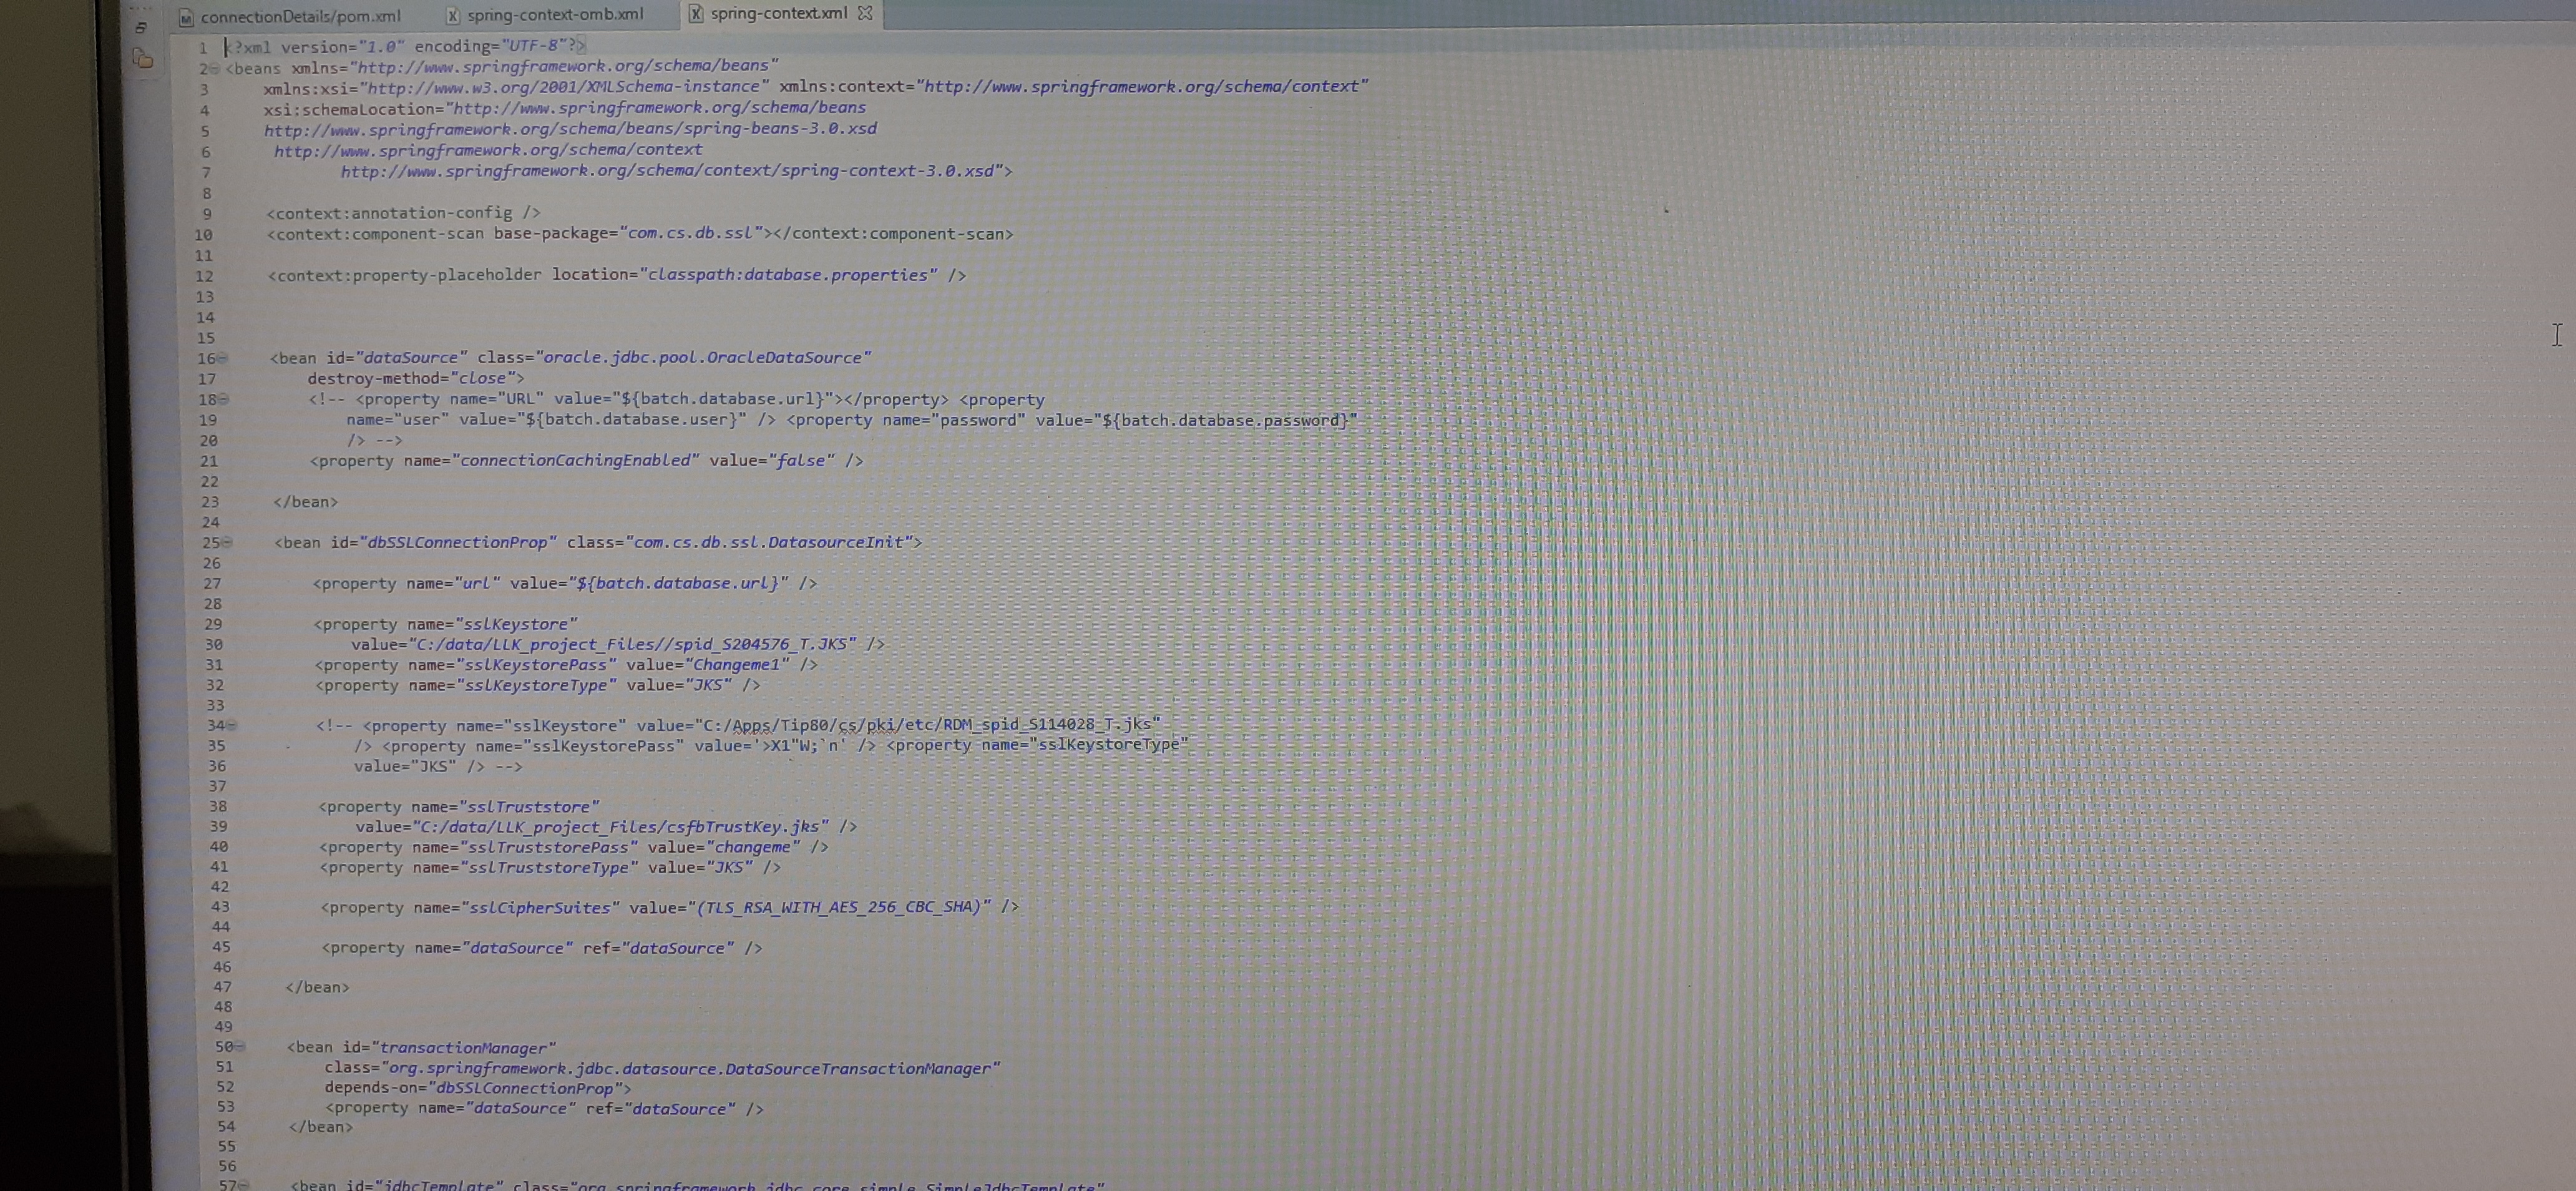 connectionDetails/pom.xml spring-context-omb.xml spring-context.xml
1 <?xml version="1.0" encoding="UTF-8"?>
2 <beans xmlns="http://www.springframework.org/schema/beans"
3 xmlns:xsi="http://www.w3.org/2001/XMLSchema-instance" xmlns:context="http://www.springframework.org/schema/context"
4 xsi:schemaLocation="http://www.springframework.org/schema/beans
5 http://www.springframework.org/schema/beans/spring-beans-3.0.xsd
6 http://www.springframework.org/schema/context
7 http://www.springframework.org/schema/context/spring-context-3.0.xsd">
8
9 <context:annotation-config />
10 <context:component-scan base-package="com.cs.db.ssl"></context:component-scan>
11
12 <context:property-placeholder location="classpath:database.properties" />
13
14
15
16 <bean id="dataSource" class="oracle.jdbc.pool.OracleDataSource"
17 destroy-method="close">
18 <!-- <property name="URL" value="${batch.database.url}"></property> <property
19 name="user" value="${batch.database.user}" /> <property name="password" value="${batch.database.password}"
20 /> -->
21 <property name="connectionCachingEnabled" value="false" />
22
23 </bean>
24
25 <bean id="dbSSLConnectionProp" class="com.cs.db.ssl.DatasourceInit">
26
27 <property name="url" value="${batch.database.url}" />
28
29 <property name="sslKeystore"
30 value="C:/data/LLK_project_Files//spid_S204576_T.JKS" />
31 <property name="sslKeystorePass" value="Changeme1" />
32 <property name="sslKeystoreType" value="JKS" />
33
34 <!-- <property name="sslKeystore" value="C:/Apps/Tip80/cs/pki/etc/RDM_spid_S114028_T.jks"
35 /> <property name="sslKeystorePass" value='>X1"W;`n' /> <property name="sslKeystoreType"
36 value="JKS" /> -->
37
38 <property name="sslTruststore"
39 value="C:/data/LLK_project_Files/csfbTrustKey.jks" />
40 <property name="sslTruststorePass" value="changeme" />
41 <property name="sslTruststoreType" value="JKS" />
42
43 <property name="sslCipherSuites" value="(TLS_RSA_WITH_AES_256_CBC_SHA)" />
44
45 <property name="dataSource" ref="dataSource" />
46
47 </bean>
48
49
50 <bean id="transactionManager"
51 class="org.springframework.jdbc.datasource.DataSourceTransactionManager"
52 depends-on="dbSSLConnectionProp">
53 <property name="dataSource" ref="dataSource" />
54 </bean>
55
56
57 <bean id="jdbcTemplate" class="org.springframework.jdbc.core.simple.SimpleJdbcTemplate"